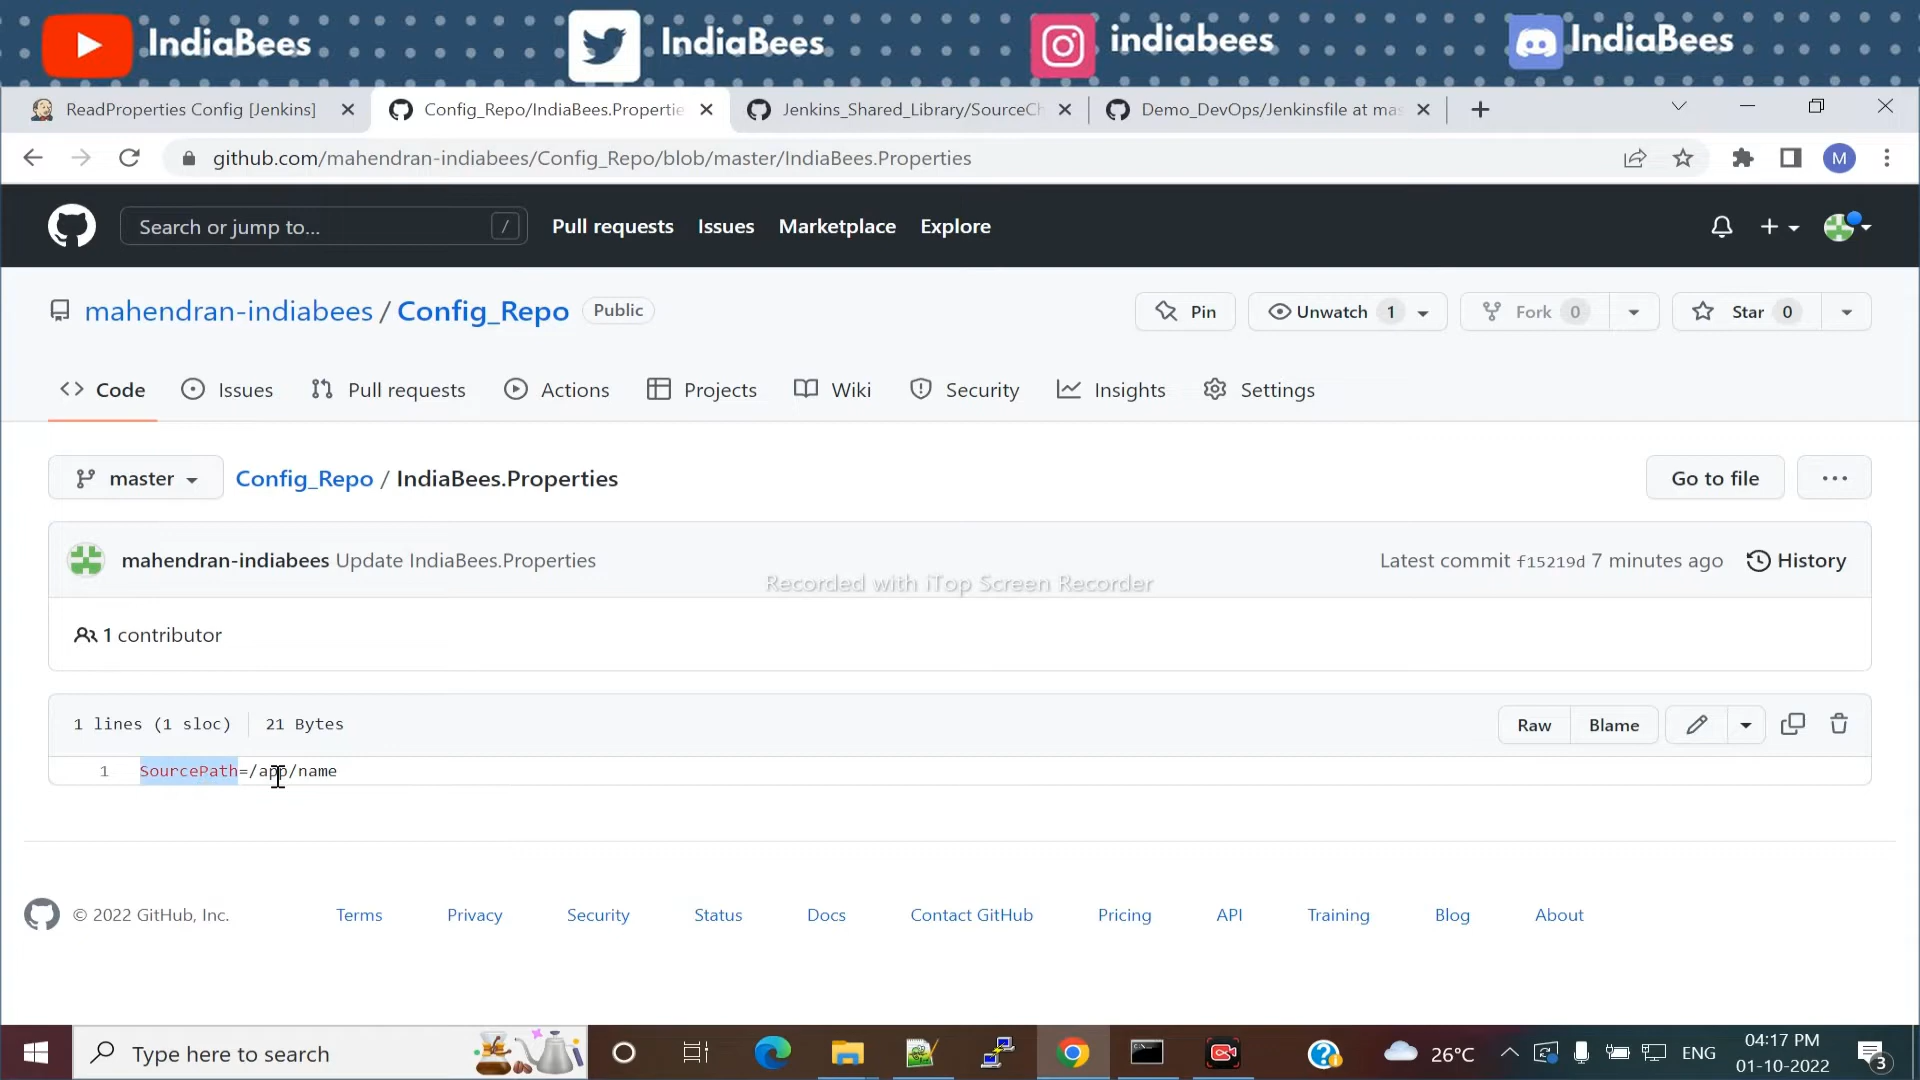 IndiaBees IndiaBees indiabees IndiaBees
ReadProperties Config [Jenkins] Config_Repo/IndiaBees.Propertie Jenkins_Shared_Library/SourceCh Demo_DevOps/Jenkinsfile at mas
github.com/mahendran-indiabees/Config_Repo/blob/master/IndiaBees.Properties M
Search or jump to... / Pull requests Issues Marketplace Explore
mahendran-indiabees / Config_Repo Public Pin Unwatch 1 Fork 0 Star 0
Code Issues Pull requests Actions Projects Wiki Security Insights Settings
master Config_Repo / IndiaBees.Properties Go to file
mahendran-indiabees Update IndiaBees.Properties Latest commit f15219d 7 minutes ago History
Recorded with iTop Screen Recorder
1 contributor
1 lines (1 sloc) 21 Bytes Raw Blame
1 SourcePath=/app/name
© 2022 GitHub, Inc. Terms Privacy Security Status Docs Contact GitHub Pricing API Training Blog About
Type here to search 26°C ENG 04:17 PM
01-10-2022 3